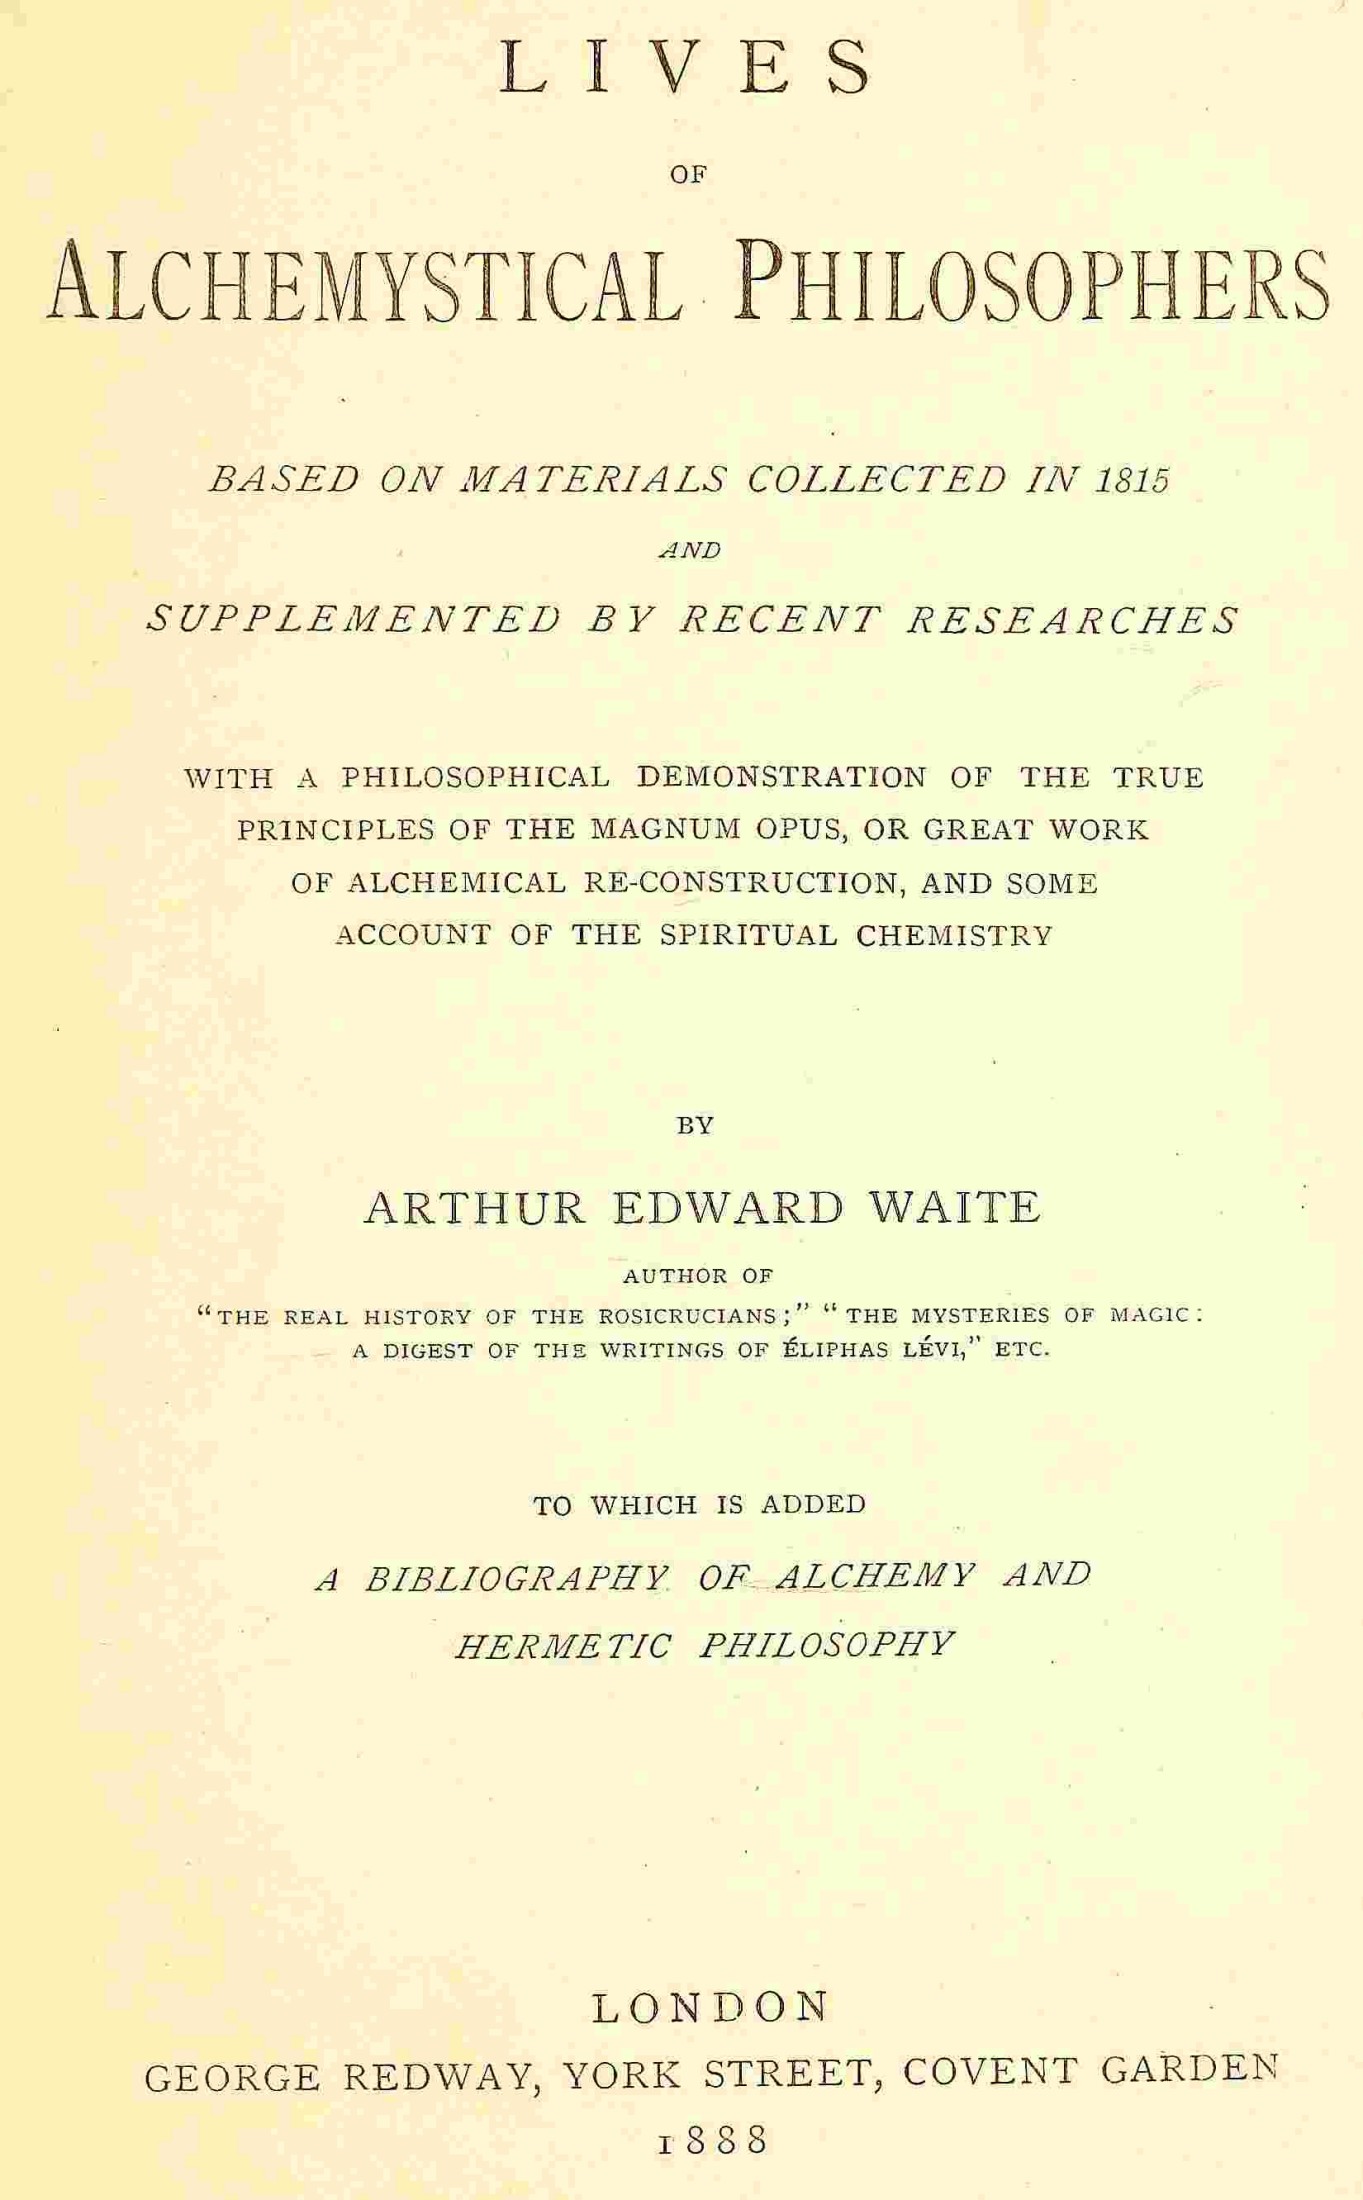 LIVES
OF
ALCHEMYSTICAL PHILOSOPHERS
BASED ON MATERIALS COLLECTED IN 1815
AND
SUPPLEMENTED BY RECENT RESEARCHES
WITH A PHILOSOPHICAL DEMONSTRATION OF THE TRUE
PRINCIPLES OF THE MAGNUM OPUS, OR GREAT WORK
OF ALCHEMICAL RE-CONSTRUCTION, AND SOME
ACCOUNT OF THE SPIRITUAL CHEMISTRY
BY
ARTHUR EDWARD WAITE
AUTHOR OF
“THE REAL HISTORY OF THE ROSICRUCIANS;” “THE MYSTERIES OF MAGIC:
A DIGEST OF THE WRITINGS OF ÉLIPHAS LÉVI,” ETC.
TO WHICH IS ADDED
A BIBLIOGRAPHY OF ALCHEMY AND
HERMETIC PHILOSOPHY
LONDON
GEORGE REDWAY, YORK STREET, COVENT GARDEN
1888